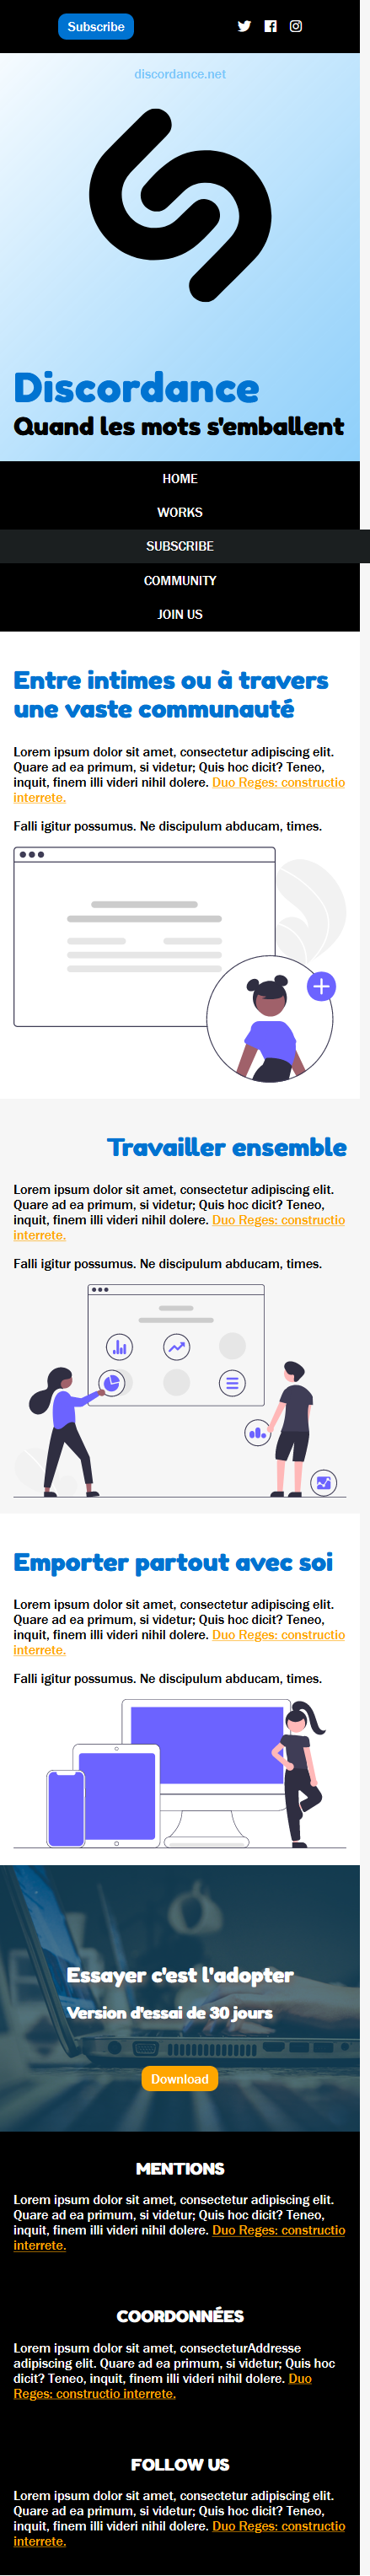 Subscribe
discordance.net
Discordance
Quand les mots s'emballent
HOME
WORKS
SUBSCRIBE
COMMUNITY
JOIN US
Entre intimes ou à travers
une vaste communauté
Lorem ipsum dolor sit amet, consectetur adipiscing elit.
Quare ad ea primum, si videtur; Quis hoc dicit? Teneo,
inquit, finem illi videri nihil dolere. Duo Reges: constructio
interrete.
Falli igitur possumus. Ne discipulum abducam, times.
Travailler ensemble
Lorem ipsum dolor sit amet, consectetur adipiscing elit.
Quare ad ea primum, si videtur; Quis hoc dicit? Teneo,
inquit, finem illi videri nihil dolere. Duo Reges: constructio
interrete.
Falli igitur possumus. Ne discipulum abducam, times.
Emporter partout avec soi
Lorem ipsum dolor sit amet, consectetur adipiscing elit.
Quare ad ea primum, si videtur; Quis hoc dicit? Teneo,
inquit, finem illi videri nihil dolere. Duo Reges: constructio
interrete.
Falli igitur possumus. Ne discipulum abducam, times.
Essayer c'est l'adopter
Version d'essai de 30 jours
Download
MENTIONS
Lorem ipsum dolor sit amet, consectetur adipiscing elit.
Quare ad ea primum, si videtur; Quis hoc dicit? Teneo,
inquit, finem illi videri nihil dolere. Duo Reges: constructio
interrete.
COORDONNÉES
Lorem ipsum dolor sit amet, consecteturAddresse
adipiscing elit. Quare ad ea primum, si videtur; Quis hoc
dicit? Teneo, inquit, finem illi videri nihil dolere. Duo
Reges: constructio interrete.
FOLLOW US
Lorem ipsum dolor sit amet, consectetur adipiscing elit.
Quare ad ea primum, si videtur; Quis hoc dicit? Teneo,
inquit, finem illi videri nihil dolere. Duo Reges: constructio
interrete.